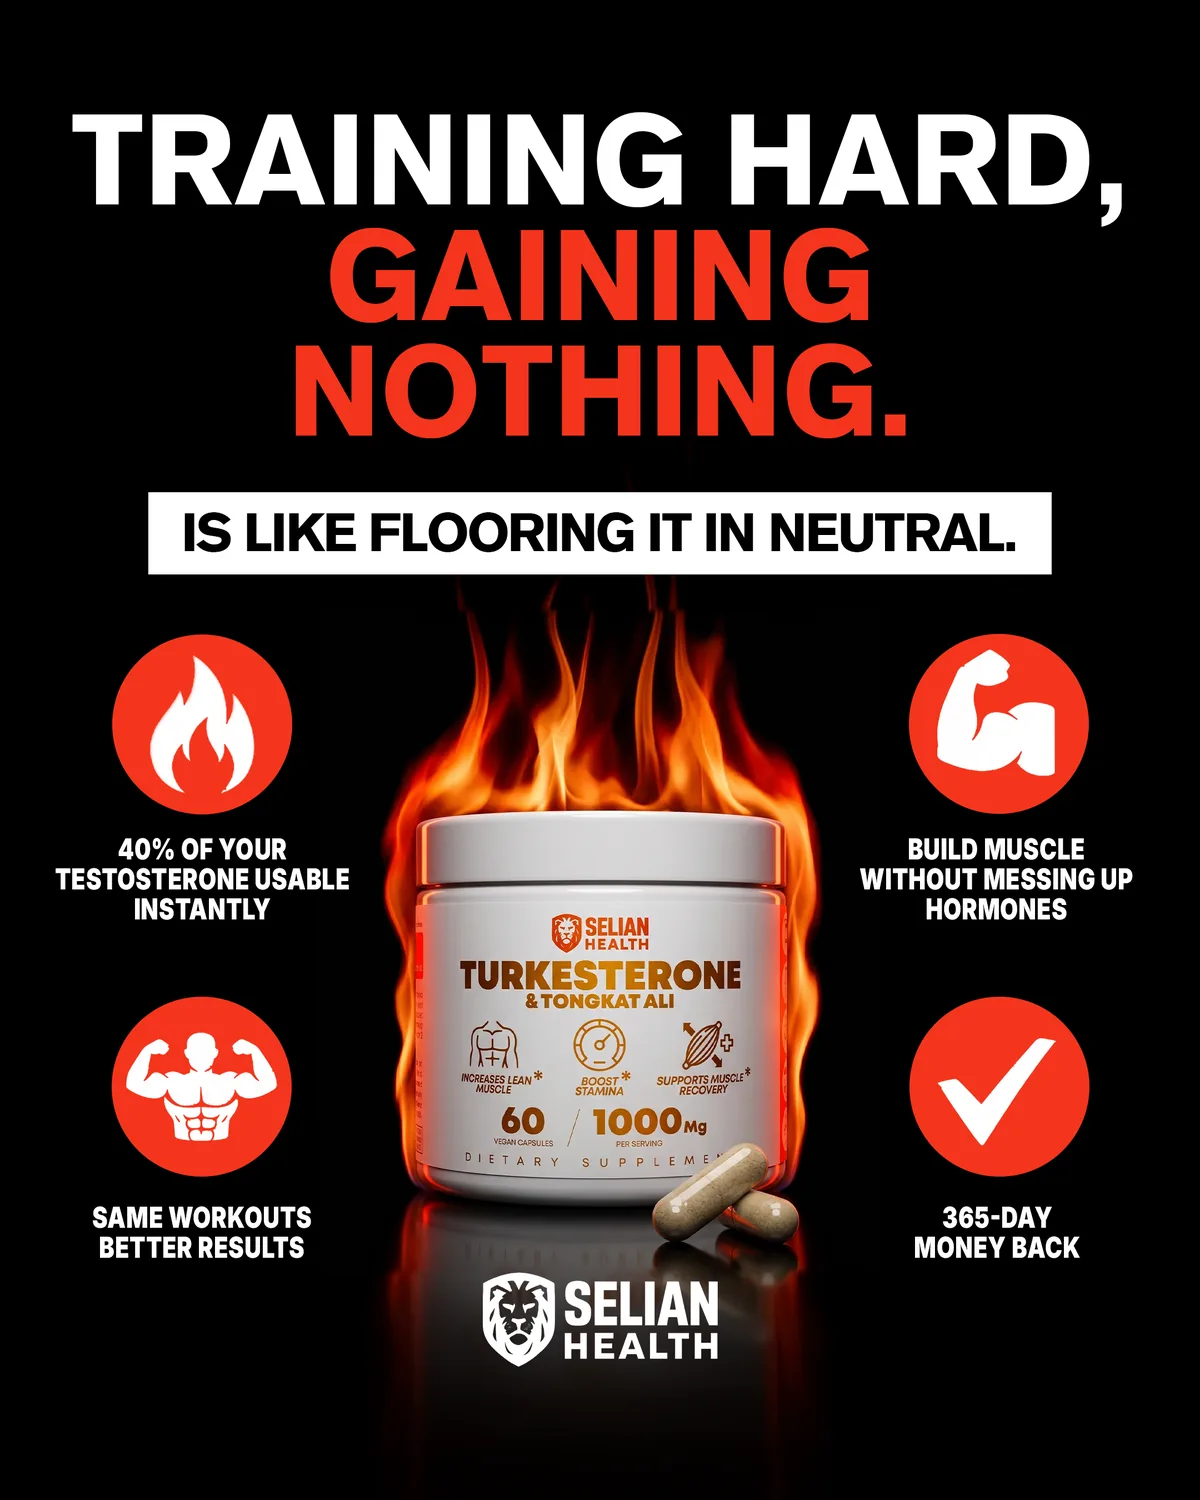 TRAINING HARD,
GAINING
NOTHING.
IS LIKE FLOORING IT IN NEUTRAL.
40% OF YOUR
TESTOSTERONE USABLE
INSTANTLY
BUILD MUSCLE
WITHOUT MESSING UP
HORMONES
SELIAN
HEALTH
TURKESTERONE
& TONGKAT ALI
INCREASES LEAN*
MUSCLE
BOOST*
STAMINA
SUPPORTS MUSCLE*
RECOVERY
60
VEGAN CAPSULES
1000Mg
PER SERVING
DIETARY
SAME WORKOUTS
BETTER RESULTS
365-DAY
MONEY BACK
SELIAN
HEALTH